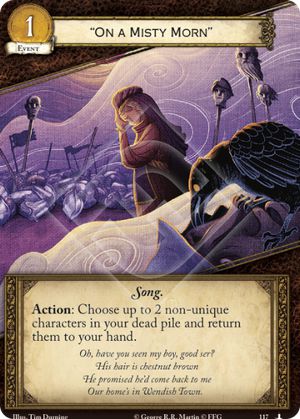 1
EVENT
“ON A MISTY MORN”
Song.
Action: Choose up to 2 non-unique
characters in your dead pile and return
them to your hand.
Oh, have you seen my boy, good ser?
His hair is chestnut brown
He promised he'd come back to me
Our home's in Wendish Town.
Illus. Tim Durning
© George R.R. Martin © FFG
117